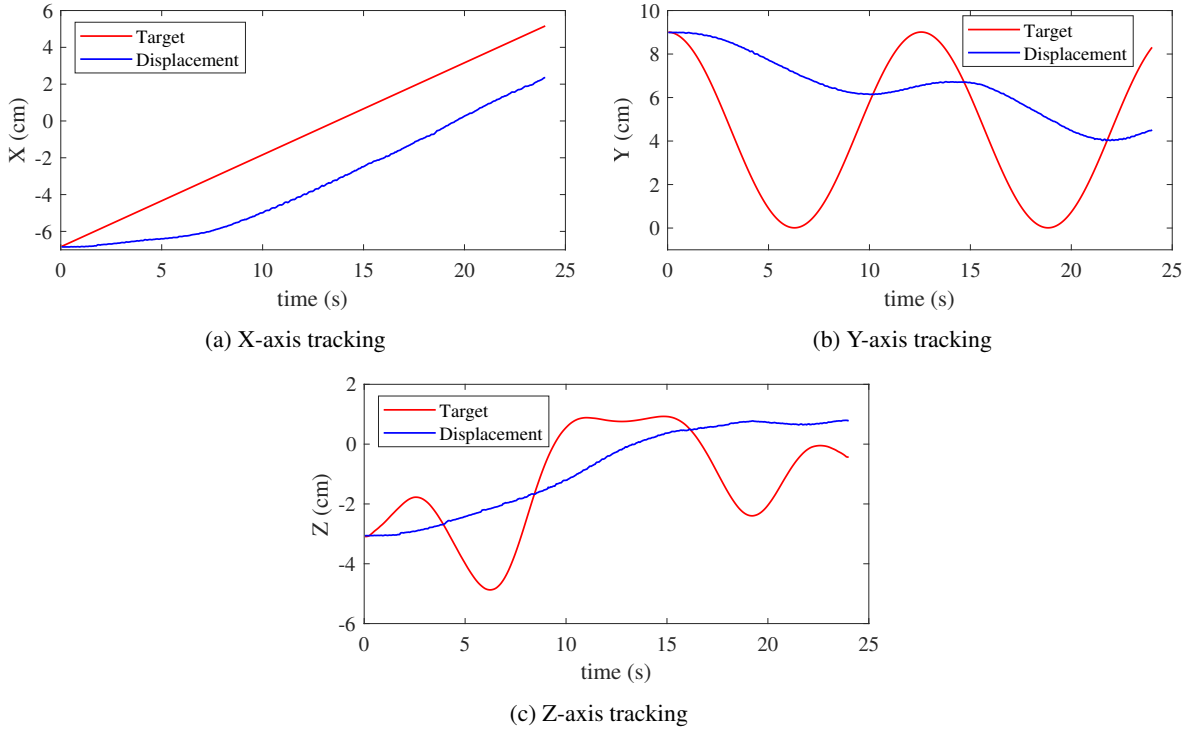 6
4
2
0
-2
-4
-6
X (cm)
Target
Displacement
0
5
10
15
20
25
time (s)
(a) X-axis tracking
10
8
6
4
2
0
Y (cm)
Target
Displacement
0
5
10
15
20
25
time (s)
(b) Y-axis tracking
2
0
-2
-4
-6
Z (cm)
Target
Displacement
0
5
10
15
20
25
time (s)
(c) Z-axis tracking